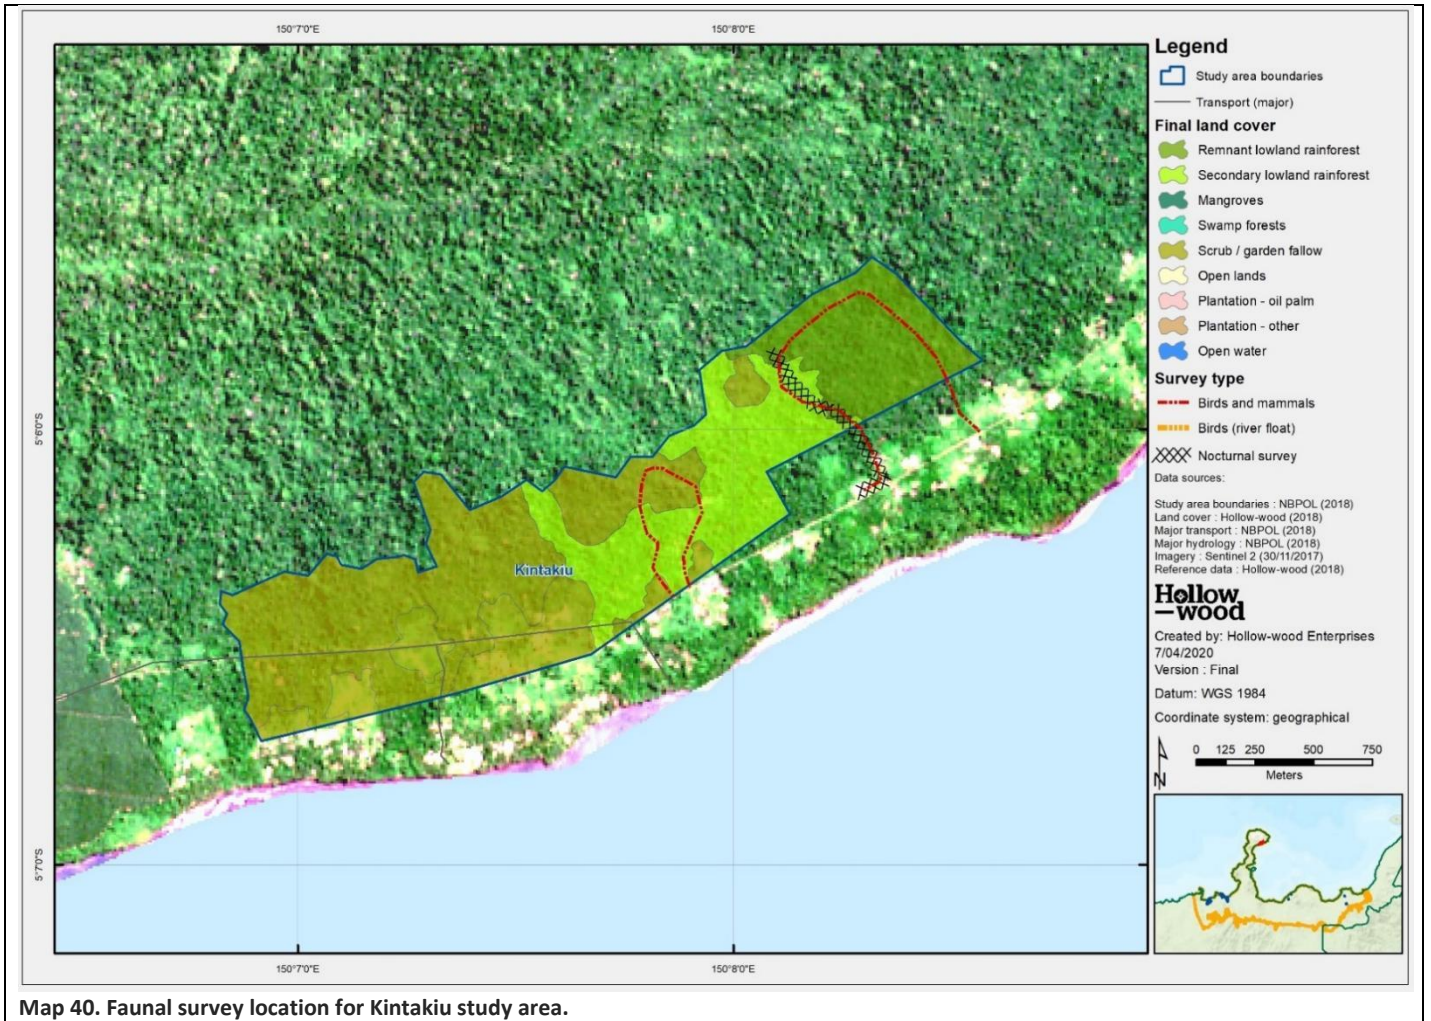 150°7'0"E
150°8'0"E
5°6'0"S
5°7'0"S
Kintakiu
150°7'0"E
150°8'0"E
Legend
Study area boundaries
Transport (major)
Final land cover
Remnant lowland rainforest
Secondary lowland rainforest
Mangroves
Swamp forests
Scrub / garden fallow
Open lands
Plantation - oil palm
Plantation - other
Open water
Survey type
Birds and mammals
Birds (river float)
Nocturnal survey
Data sources:
Study area boundaries : NBPOL (2018)
Land cover : Hollow-wood (2018)
Major transport : NBPOL (2018)
Major hydrology : NBPOL (2018)
Imagery : Sentinel 2 (30/11/2017)
Reference data : Hollow-wood (2018)
Hollow
—wood
Created by: Hollow-wood Enterprises
7/04/2020
Version : Final
Datum: WGS 1984
Coordinate system: geographical
N
0 125 250 500 750
Meters
Map 40. Faunal survey location for Kintakiu study area.